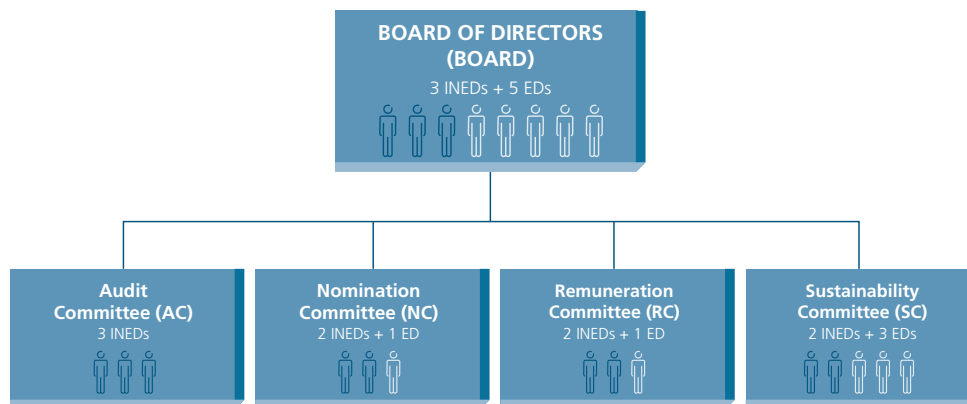 BOARD OF DIRECTORS
(BOARD)
3 INEDs + 5 EDs
Audit
Committee (AC)
3 INEDs
Nomination
Committee (NC)
2 INEDs + 1 ED
Remuneration
Committee (RC)
2 INEDs + 1 ED
Sustainability
Committee (SC)
2 INEDs + 3 EDs